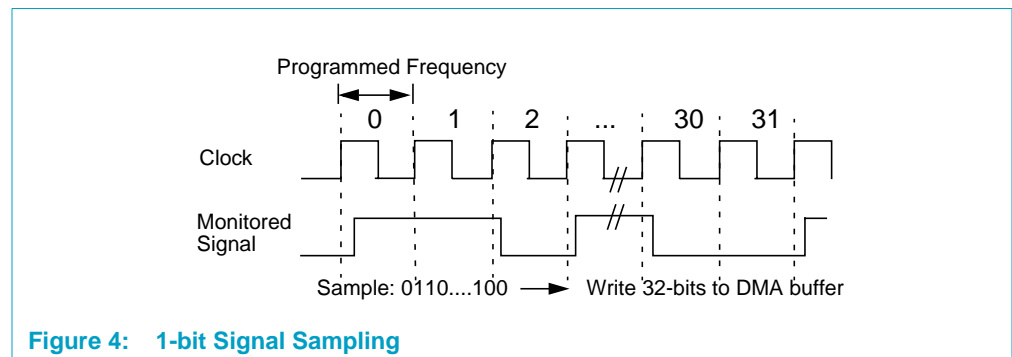 Programmed Frequency
0 1 2 ... 30 31
Clock
Monitored
Signal
Sample: 0110....100 Write 32-bits to DMA buffer
Figure 4: 1-bit Signal Sampling